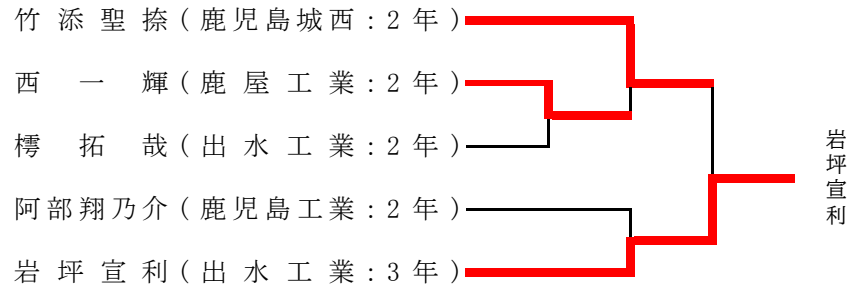 竹添聖捺(鹿児島城西:2年)
西一輝(鹿屋工業:2年)
樗拓哉(出水工業:2年)
阿部翔乃介(鹿児島工業:2年)
岩坪宣利(出水工業:3年)
岩坪宣利